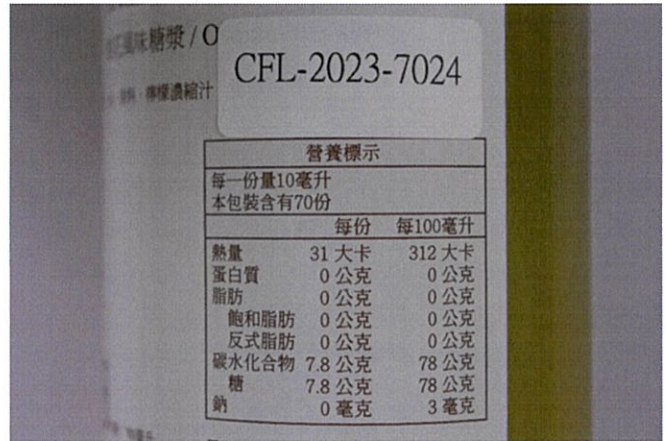 風味糖漿 / O
CFL-2023-7024
檸檬濃縮汁
營養標示
每一份量10毫升
本包裝含有70份
每份 每100毫升
熱量 31 大卡 312 大卡
蛋白質 0 公克 0 公克
脂肪 0 公克 0 公克
飽和脂肪 0 公克 0 公克
反式脂肪 0 公克 0 公克
碳水化合物 7.8 公克 78 公克
糖 7.8 公克 78 公克
鈉 0 毫克 3 毫克